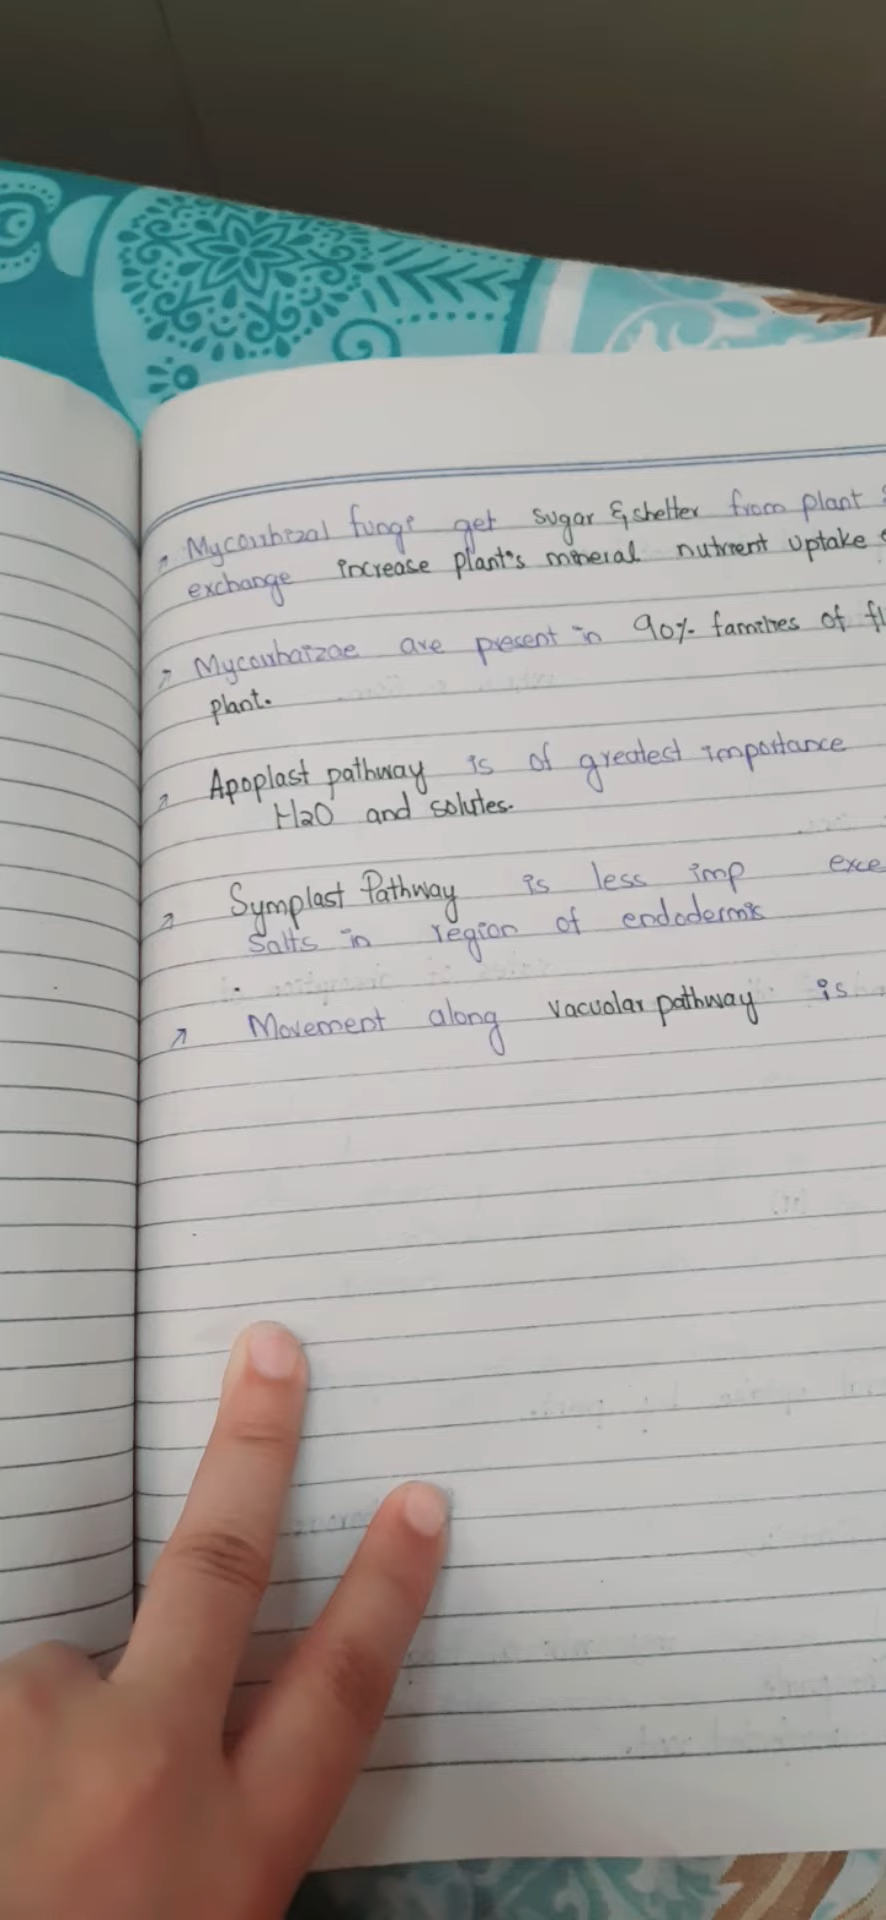 Mycorrhizal fungi get sugar & shelter from plant
exchange increase plant's mineral nutrient uptake
Mycorrhaizae are present in 90% families of fl
plant.
Apoplast pathway is of greatest importance
H2O and solutes.
Symplast Pathway is less imp exce
Salts in region of endodermis
Movement along vacuolar pathway is